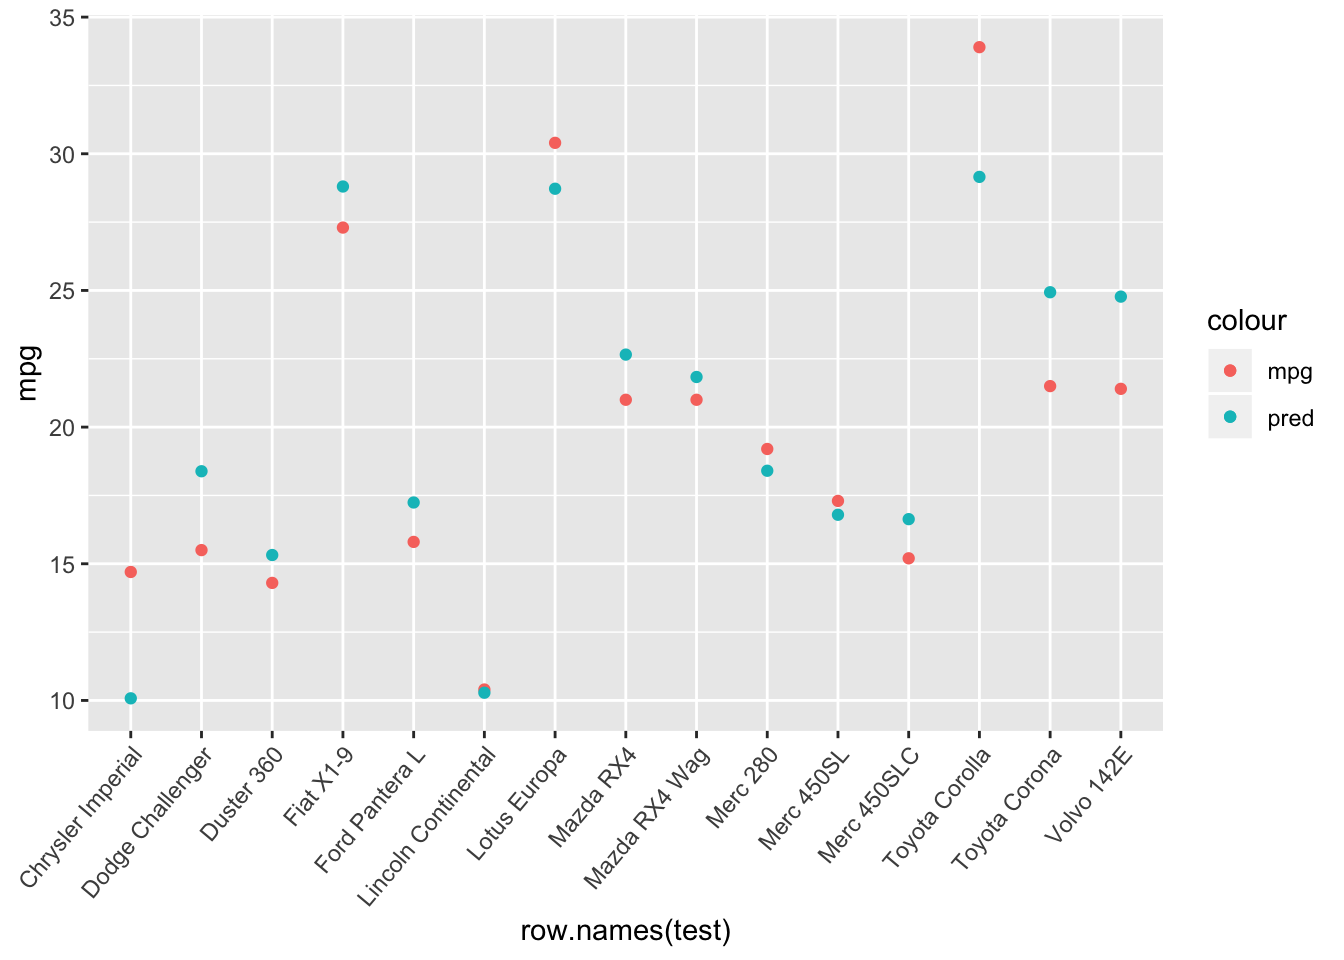 35
30
25
20
15
10
mpg
Chrysler Imperial
Dodge Challenger
Duster 360
Fiat X1-9
Ford Pantera L
Lincoln Continental
Lotus Europa
Mazda RX4
Mazda RX4 Wag
Merc 280
Merc 450SL
Merc 450SLC
Toyota Corolla
Toyota Corona
Volvo 142E
row.names(test)
colour
mpg
pred